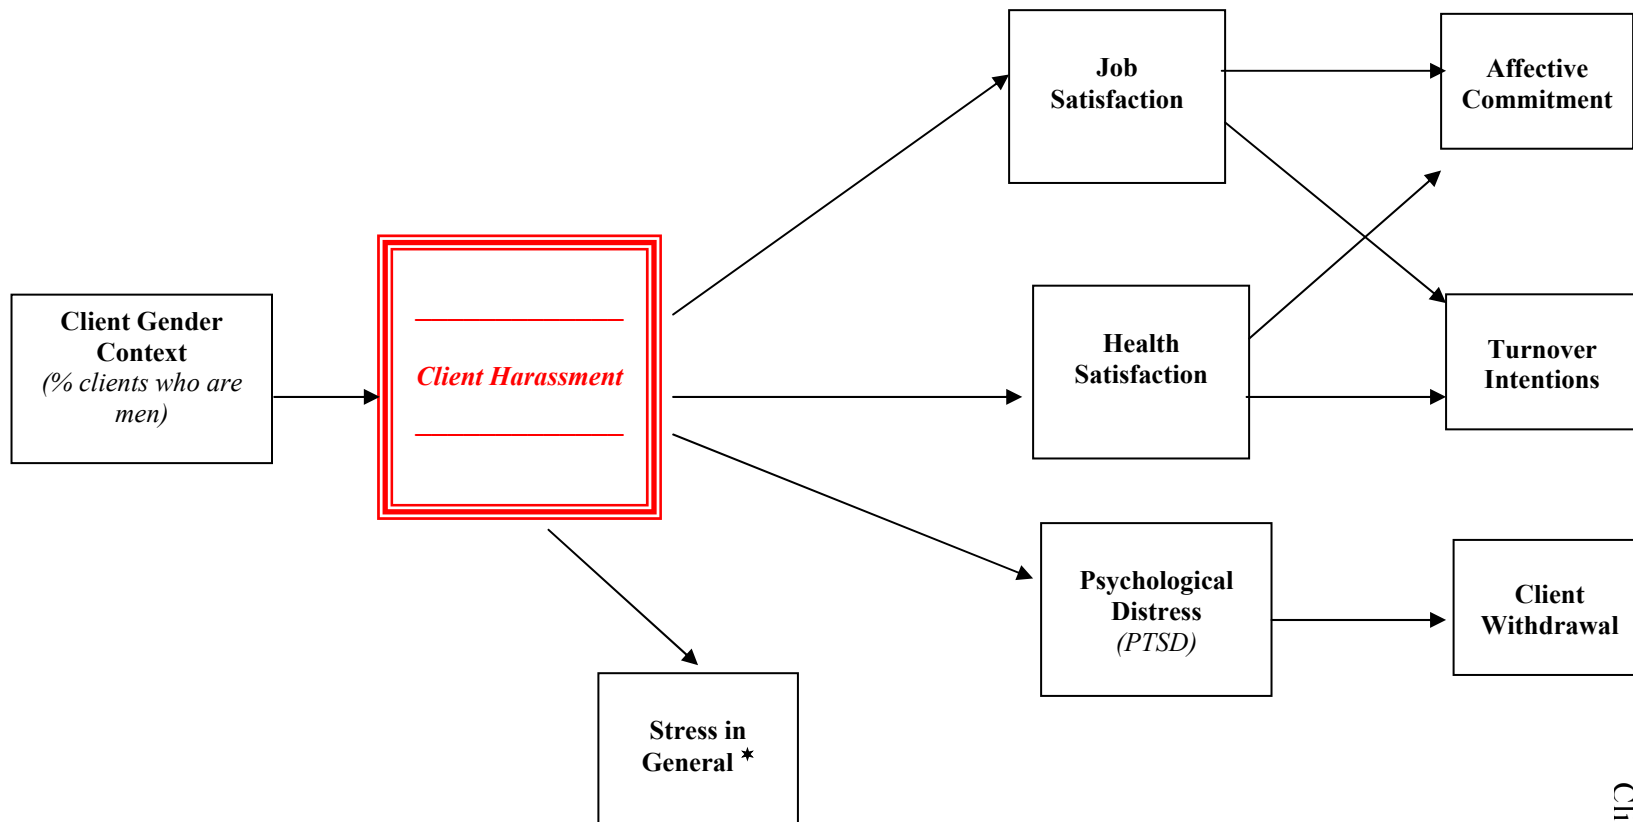 Client Gender
Context
(% clients who are
men)
Client Harassment
Job
Satisfaction
Health
Satisfaction
Psychological
Distress
(PTSD)
Stress in
General ✶
Affective
Commitment
Turnover
Intentions
Client
Withdrawal